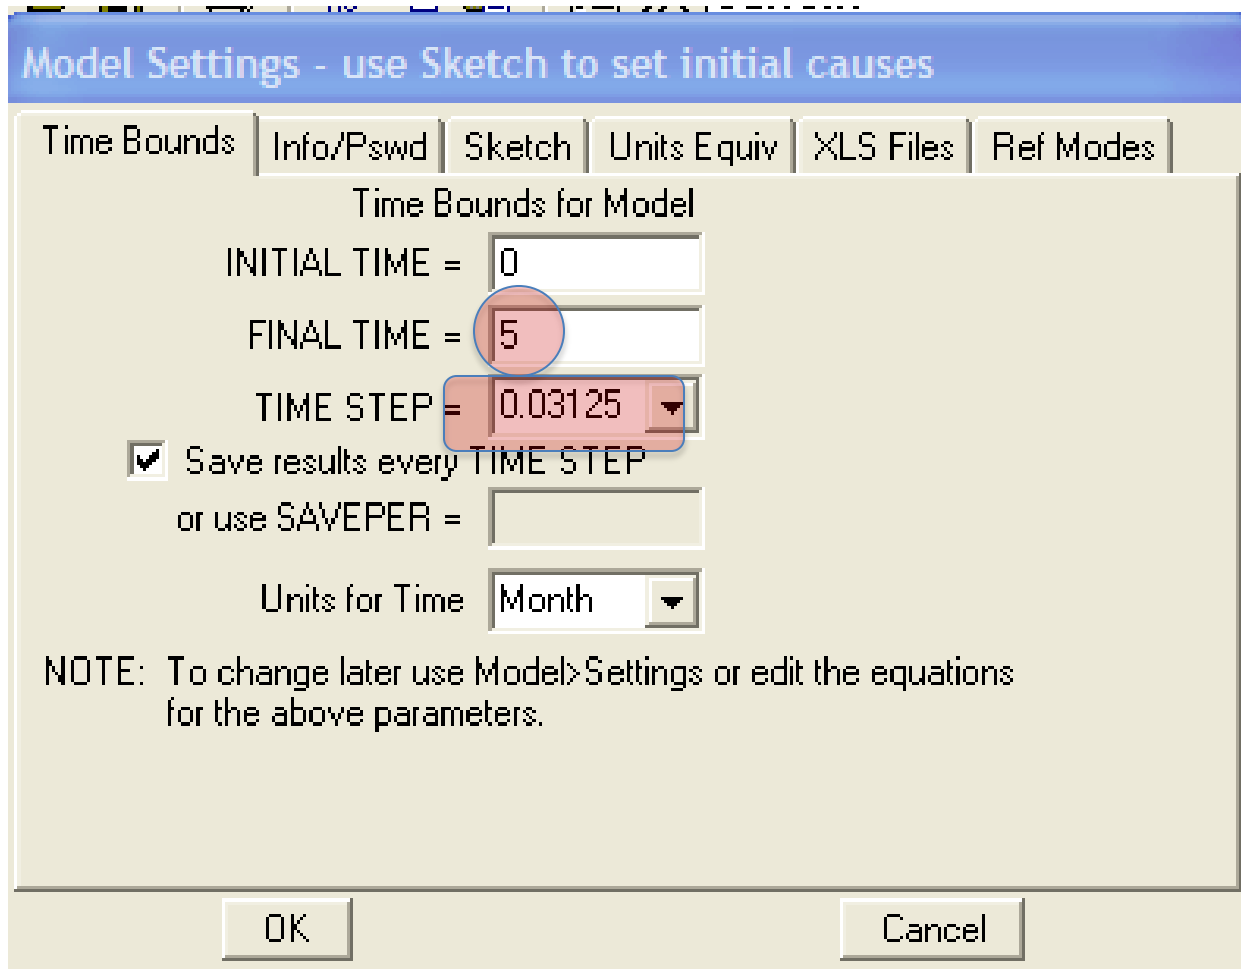 Model Settings - use Sketch to set initial causes
Time Bounds Info/Pswd Sketch Units Equiv XLS Files Ref Modes
Time Bounds for Model
INITIAL TIME = 0
FINAL TIME = 5
TIME STEP = 0.03125
Save results every TIME STEP
or use SAVEPER =
Units for Time Month
NOTE: To change later use Model>Settings or edit the equations
for the above parameters.
OK Cancel